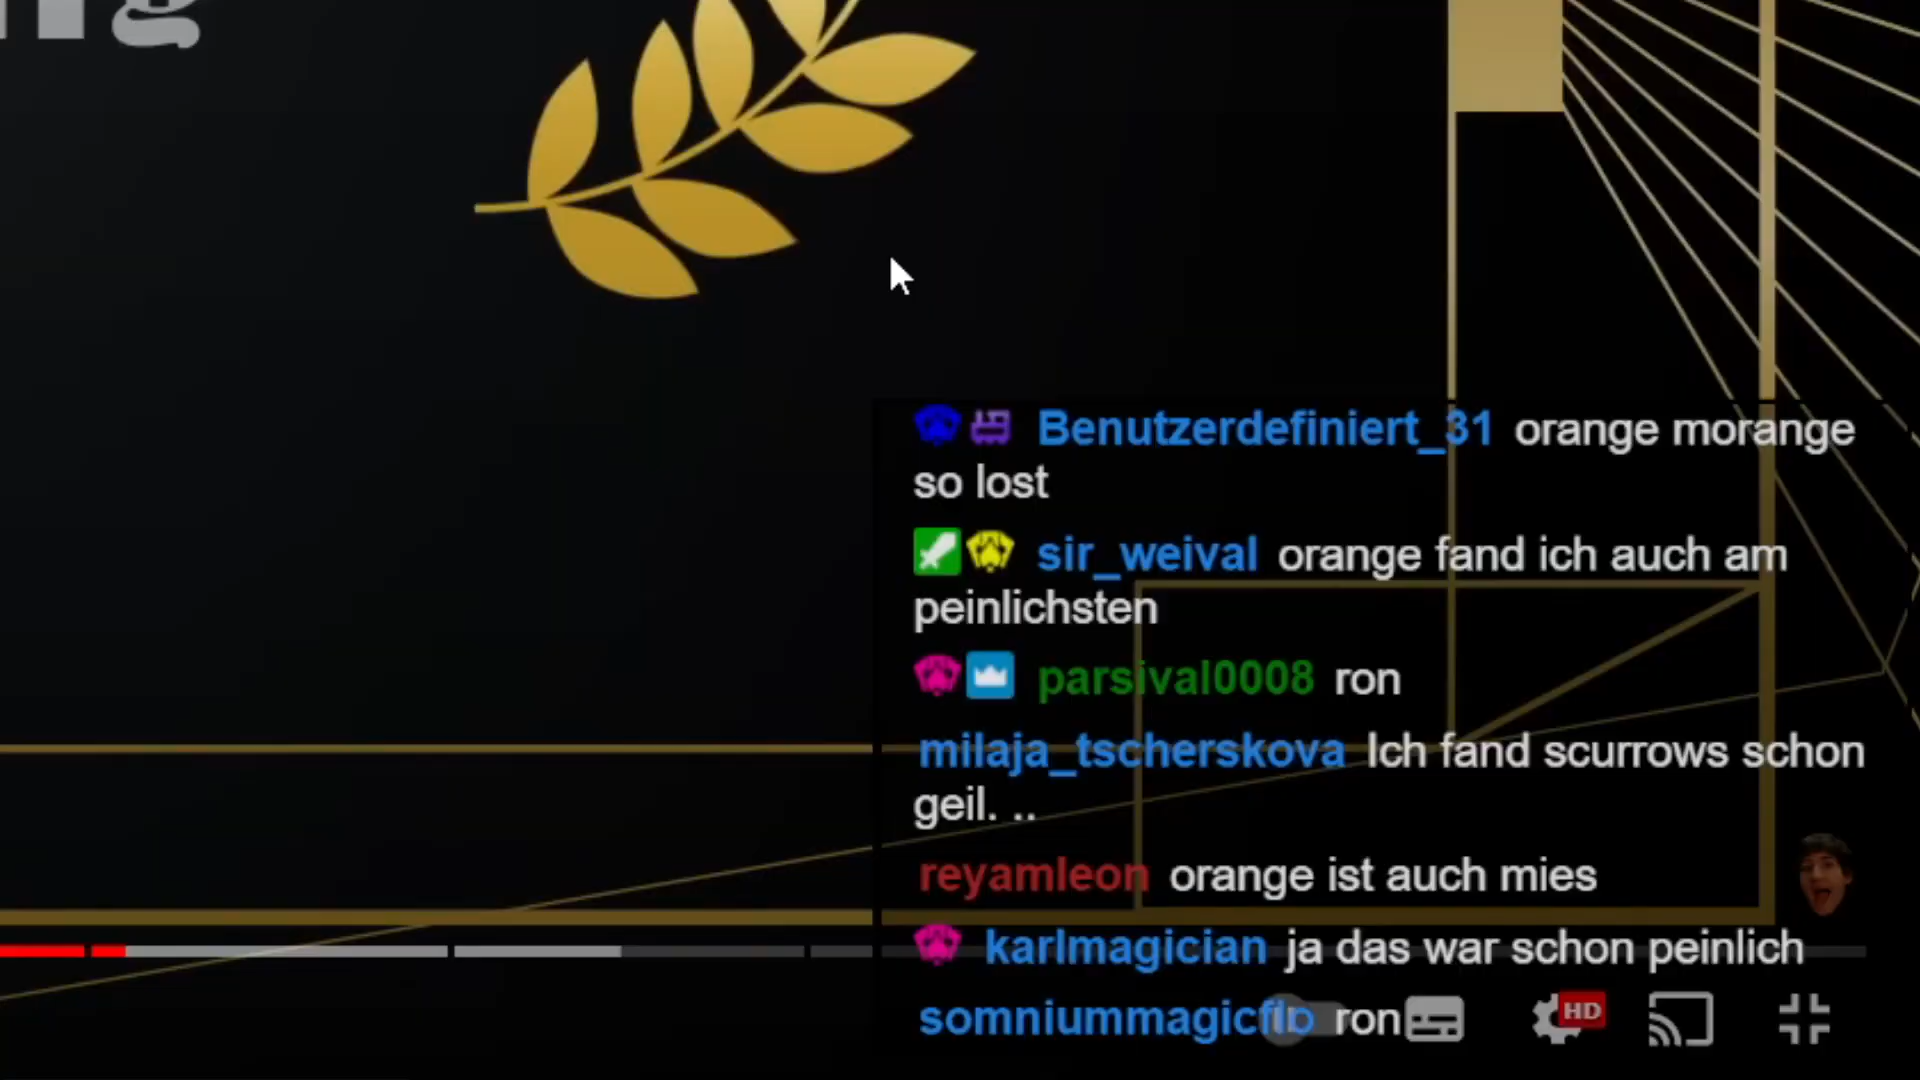 Benutzerdefiniert_31 orange morange
so lost
sir_weival orange fand ich auch am
peinlichsten
parsival0008 ron
milaja_tscherskova Ich fand scurrows schon
geil. ..
reyamleon orange ist auch mies
karlmagician ja das war schon peinlich
somniummagicflo ron
HD